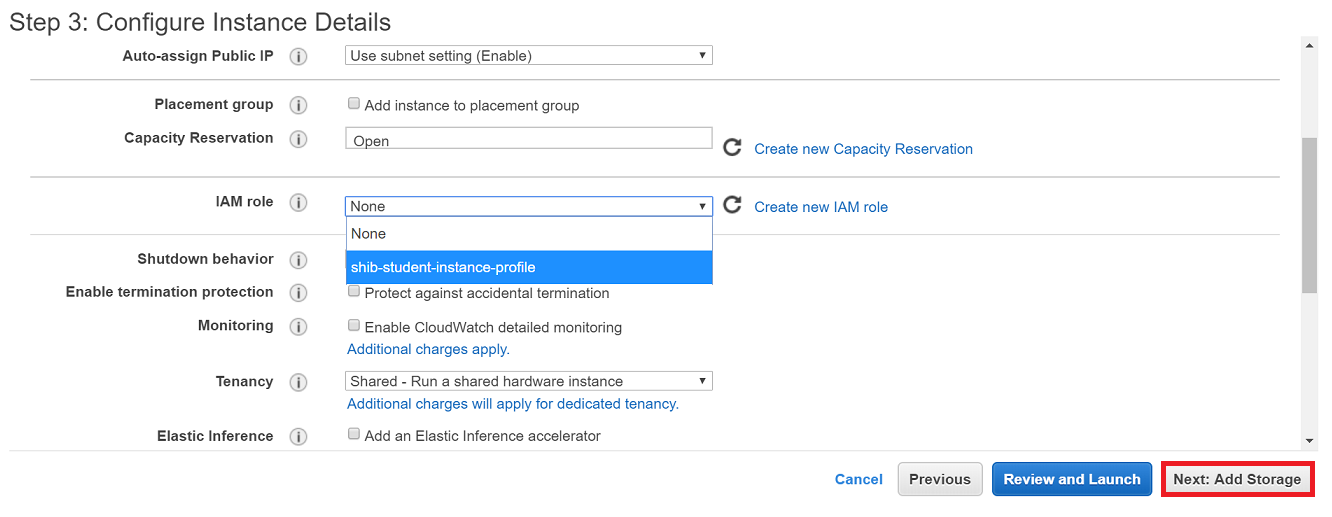 Step 3: Configure Instance Details
Auto-assign Public IP i Use subnet setting (Enable)
Placement group i Add instance to placement group
Capacity Reservation i Open Create new Capacity Reservation
IAM role i None Create new IAM role
None
shib-student-instance-profile
Shutdown behavior i
Enable termination protection i Protect against accidental termination
Monitoring i Enable CloudWatch detailed monitoring
Additional charges apply.
Tenancy i Shared - Run a shared hardware instance
Additional charges will apply for dedicated tenancy.
Elastic Inference i Add an Elastic Inference accelerator
Cancel Previous Review and Launch Next: Add Storage